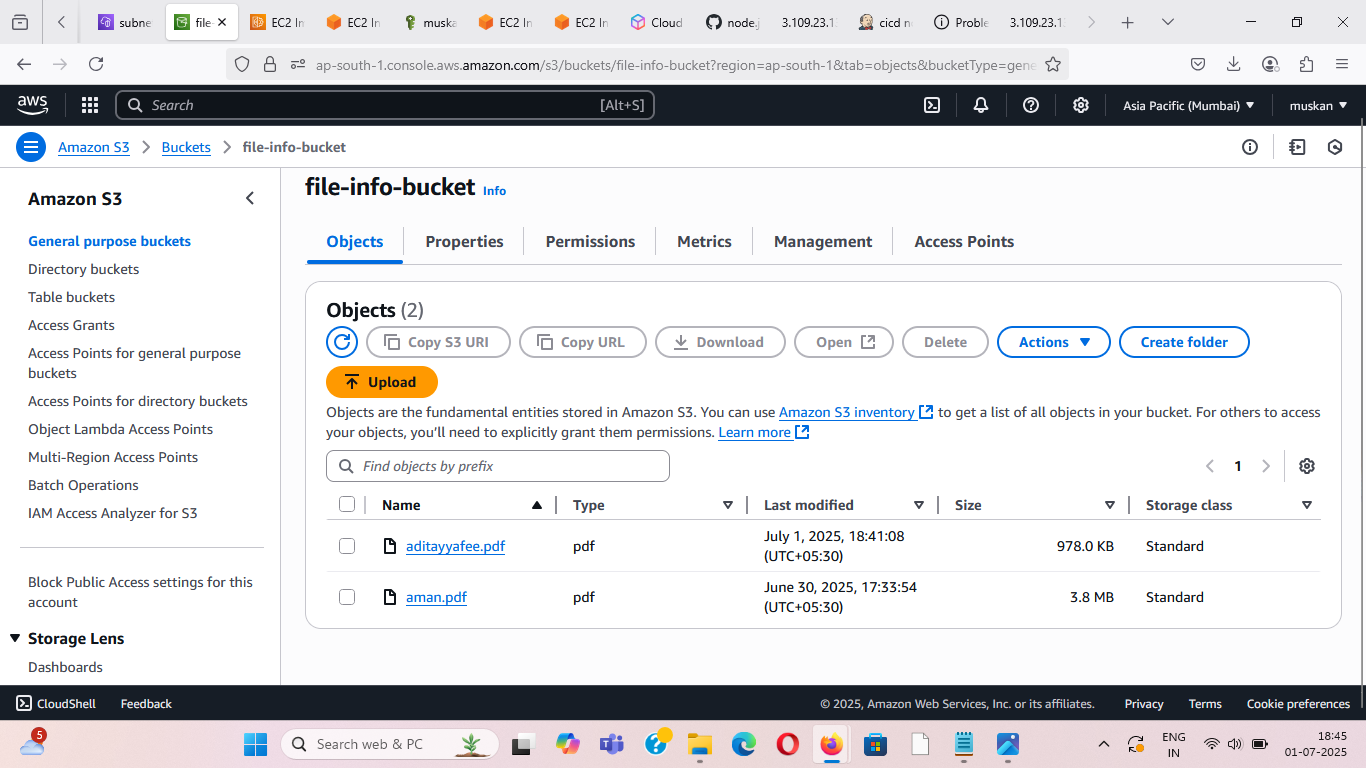 subne
file-
EC2 In
EC2 In
muska
EC2 In
EC2 In
Cloud
node.j
3.109.23.13
cicd n
Proble
3.109.23.13
ap-south-1.console.aws.amazon.com/s3/buckets/file-info-bucket?region=ap-south-1&tab=objects&bucketType=gene
aws
Search [Alt+S]
Asia Pacific (Mumbai)
muskan
Amazon S3
Buckets
file-info-bucket
Amazon S3
General purpose buckets
Directory buckets
Table buckets
Access Grants
Access Points for general purpose
buckets
Access Points for directory buckets
Object Lambda Access Points
Multi-Region Access Points
Batch Operations
IAM Access Analyzer for S3
Block Public Access settings for this
account
Storage Lens
Dashboards
file-info-bucket Info
Objects
Properties
Permissions
Metrics
Management
Access Points
Objects (2)
Copy S3 URI
Copy URL
Download
Open
Delete
Actions
Create folder
Upload
Objects are the fundamental entities stored in Amazon S3. You can use Amazon S3 inventory to get a list of all objects in your bucket. For others to access
your objects, you'll need to explicitly grant them permissions. Learn more
Find objects by prefix
1
Name
Type
Last modified
Size
Storage class
aditayyafee.pdf
pdf
July 1, 2025, 18:41:08
(UTC+05:30)
978.0 KB
Standard
aman.pdf
pdf
June 30, 2025, 17:33:54
(UTC+05:30)
3.8 MB
Standard
CloudShell
Feedback
© 2025, Amazon Web Services, Inc. or its affiliates.
Privacy
Terms
Cookie preferences
5
Search web & PC
ENG
IN
18:45
01-07-2025